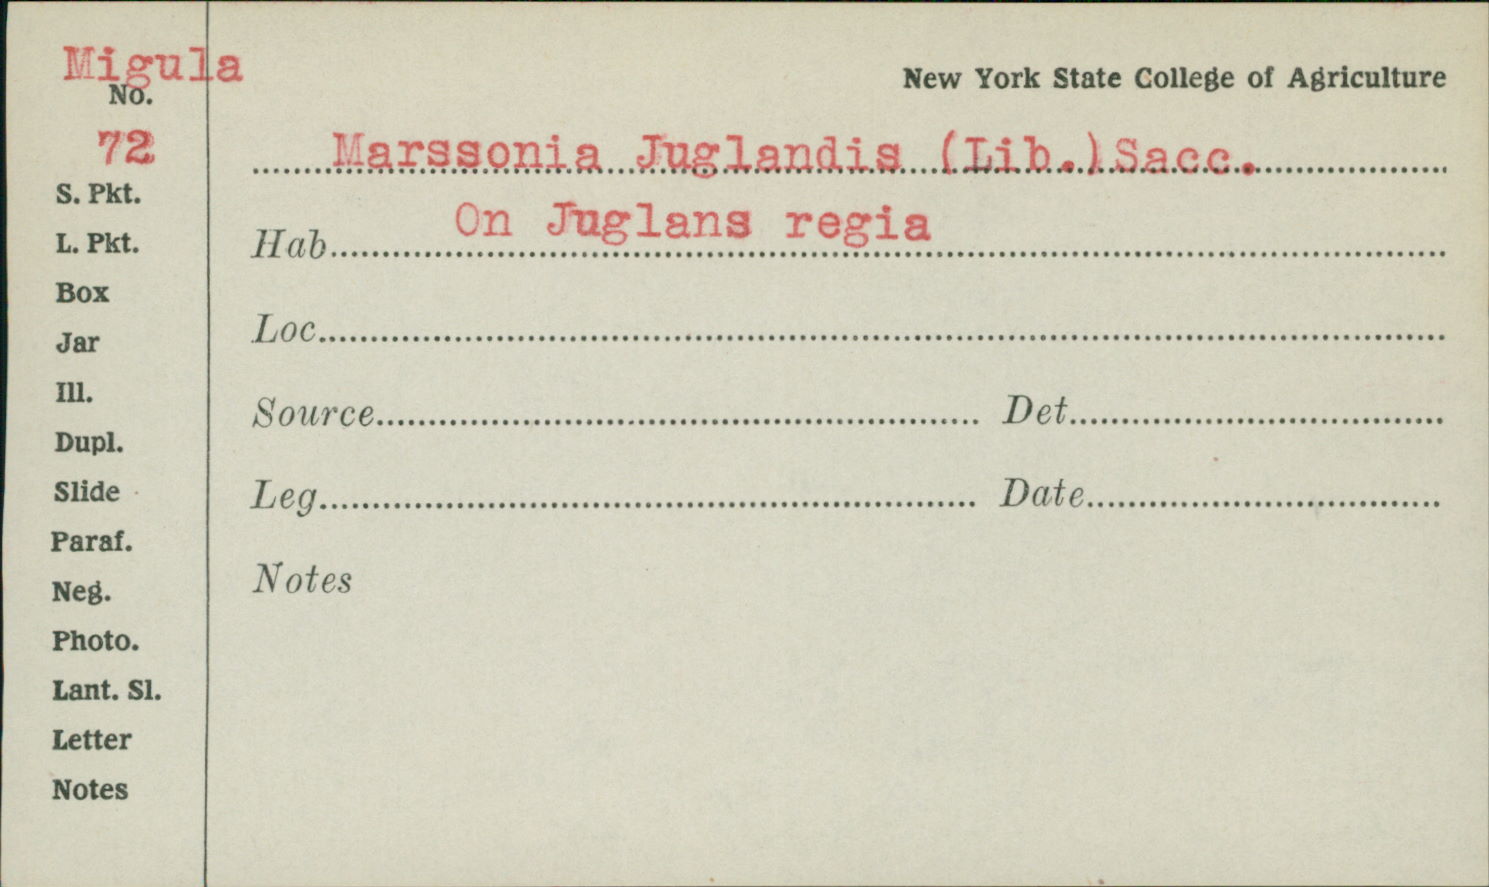 Migula
No.
72
S. Pkt.
L. Pkt.
Box
Jar
Ill.
Dupl.
Slide
Paraf.
Neg.
Photo.
Lant. Sl.
Letter
Notes
New York State College of Agriculture
Marssonia Juglandis (Lib.)Sacc.
Hab. On Juglans regia
Loc.
Source Det.
Leg. Date
Notes